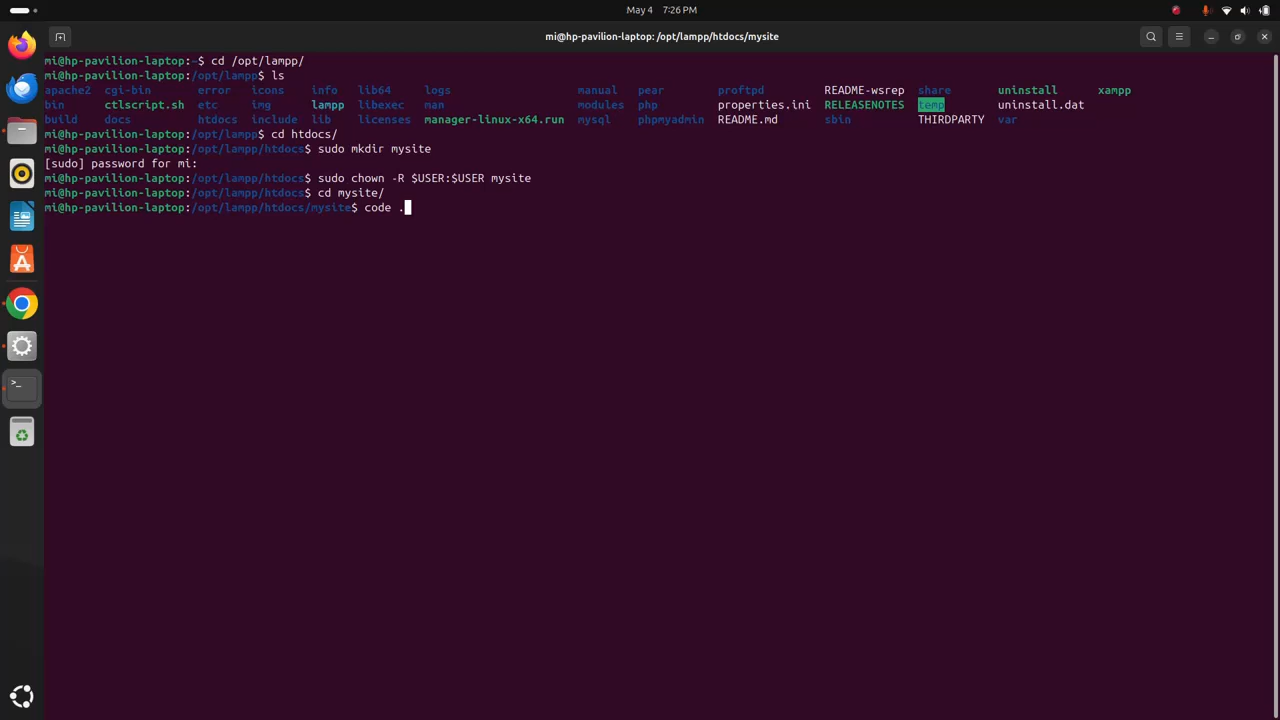 May 4 7:26 PM
mi@hp-pavilion-laptop: /opt/lampp/htdocs/mysite
mi@hp-pavilion-laptop:~$ cd /opt/lampp/
mi@hp-pavilion-laptop:/opt/lampp$ ls
apache2 cgi-bin error icons info lib64 logs manual pear proftpd README-wsrep share uninstall xampp
bin ctlscript.sh etc img lampp libexec man modules php properties.ini RELEASENOTES temp uninstall.dat
build docs htdocs include lib licenses manager-linux-x64.run mysql phpmyadmin README.md sbin THIRDPARTY var
mi@hp-pavilion-laptop:/opt/lampp$ cd htdocs/
mi@hp-pavilion-laptop:/opt/lampp/htdocs$ sudo mkdir mysite
[sudo] password for mi:
mi@hp-pavilion-laptop:/opt/lampp/htdocs$ sudo chown -R $USER:$USER mysite
mi@hp-pavilion-laptop:/opt/lampp/htdocs$ cd mysite/
mi@hp-pavilion-laptop:/opt/lampp/htdocs/mysite$ code .